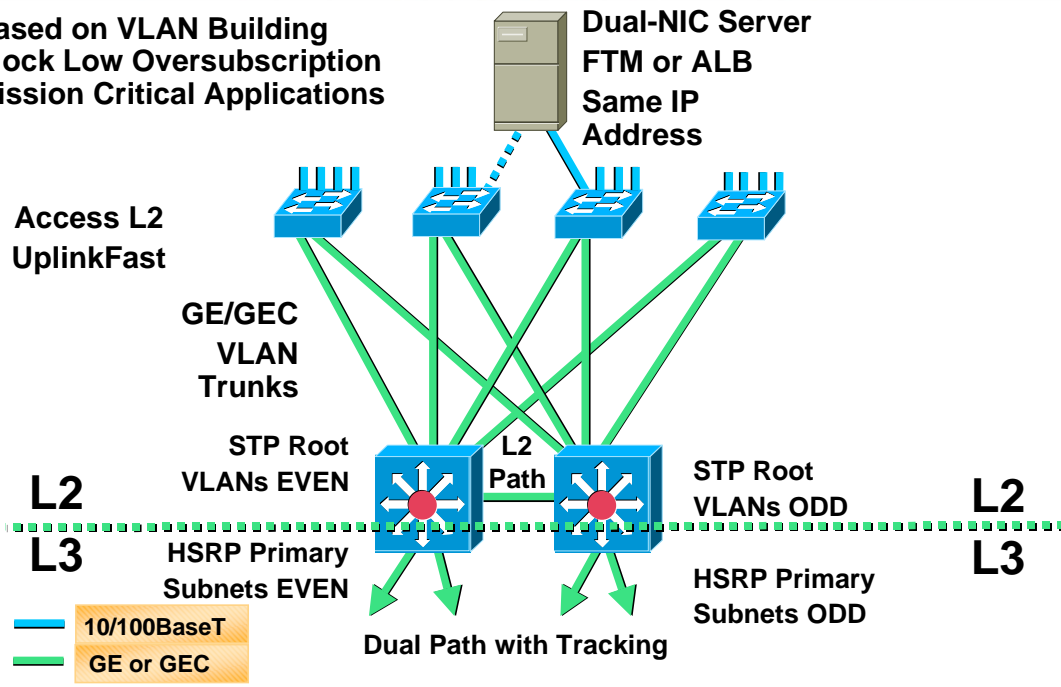 ased on VLAN Building
ock Low Oversubscription
ission Critical Applications
Dual-NIC Server
FTM or ALB
Same IP
Address
Access L2
UplinkFast
GE/GEC
VLAN
Trunks
STP Root
VLANs EVEN
L2
Path
STP Root
VLANs ODD
L2
L2
L3
L3
HSRP Primary
Subnets EVEN
HSRP Primary
Subnets ODD
Dual Path with Tracking
10/100BaseT
GE or GEC